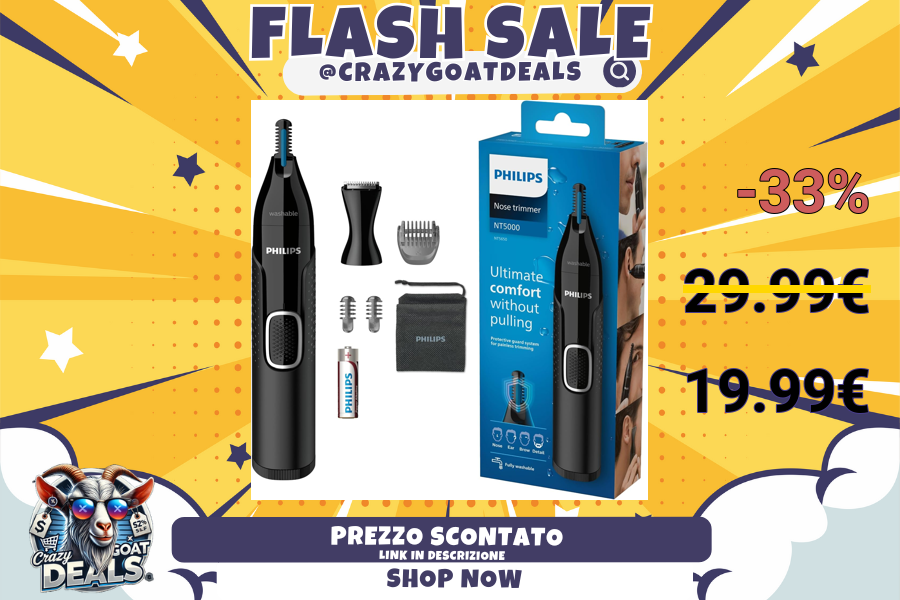 FLASH SALE
@CRAZYGOATDEALS
washable
PHILIPS
PHILIPS
PHILIPS
PHILIPS
Nose trimmer
NT5000
washable
PHILIPS
Ultimate
comfort
without
pulling
Protective guard system
for painless trimming
Nose Ear Brow Detail
Fully washable
-33%
29.99€
19.99€
$
52%
Crazy
GOAT
DEALS
PREZZO SCONTATO
LINK IN DESCRIZIONE
SHOP NOW